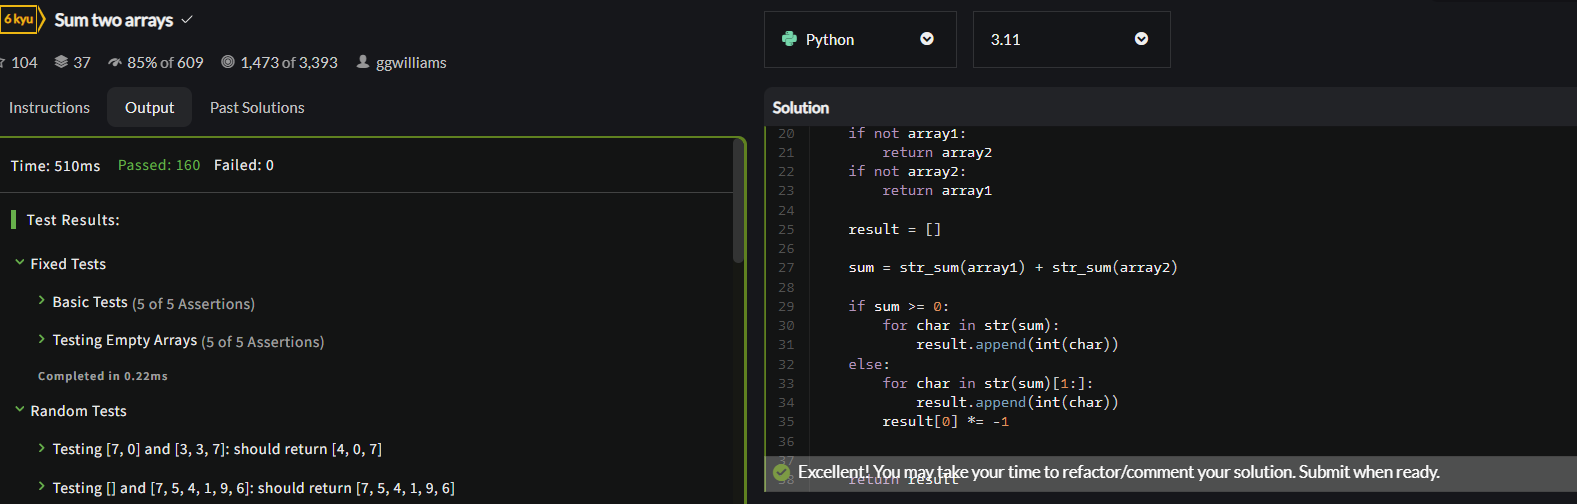 6 kyu Sum two arrays
104 37 85% of 609 1,473 of 3,393 ggwilliams
Instructions Output Past Solutions
Time: 510ms Passed: 160 Failed: 0
Test Results:
Fixed Tests
Basic Tests (5 of 5 Assertions)
Testing Empty Arrays (5 of 5 Assertions)
Completed in 0.22ms
Random Tests
Testing [7, 0] and [3, 3, 7]: should return [4, 0, 7]
Testing [] and [7, 5, 4, 1, 9, 6]: should return [7, 5, 4, 1, 9, 6]
Python 3.11
Solution
20 if not array1:
21 return array2
22 if not array2:
23 return array1
24
25 result = []
26
27 sum = str_sum(array1) + str_sum(array2)
28
29 if sum >= 0:
30 for char in str(sum):
31 result.append(int(char))
32 else:
33 for char in str(sum)[1:]:
34 result.append(int(char))
35 result[0] *= -1
36
37
Excellent! You may take your time to refactor/comment your solution. Submit when ready.
38 return result